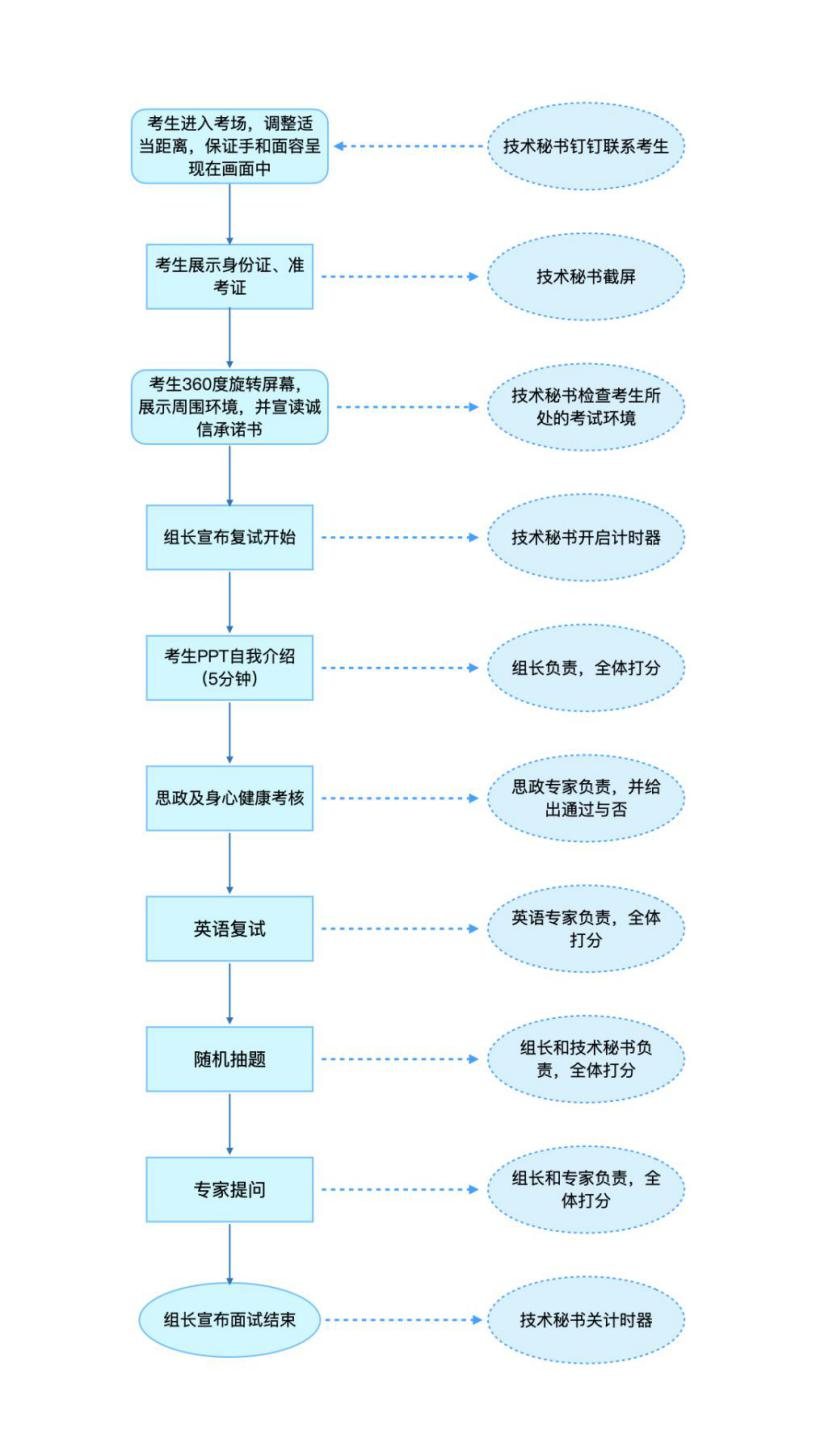 考生进入考场，调整适
当距离，保证手和面容呈
现在画面中
技术秘书钉钉联系考生
考生展示身份证、准
考证
技术秘书截屏
考生360度旋转屏幕，
展示周围环境，并宣读诚
信承诺书
技术秘书检查考生所
处的考试环境
组长宣布复试开始
技术秘书开启计时器
考生PPT自我介绍
（5分钟）
组长负责，全体打分
思政及身心健康考核
思政专家负责，并给
出通过与否
英语复试
英语专家负责，全体
打分
随机抽题
组长和技术秘书负
责，全体打分
专家提问
组长和专家负责，全
体打分
组长宣布面试结束
技术秘书关计时器